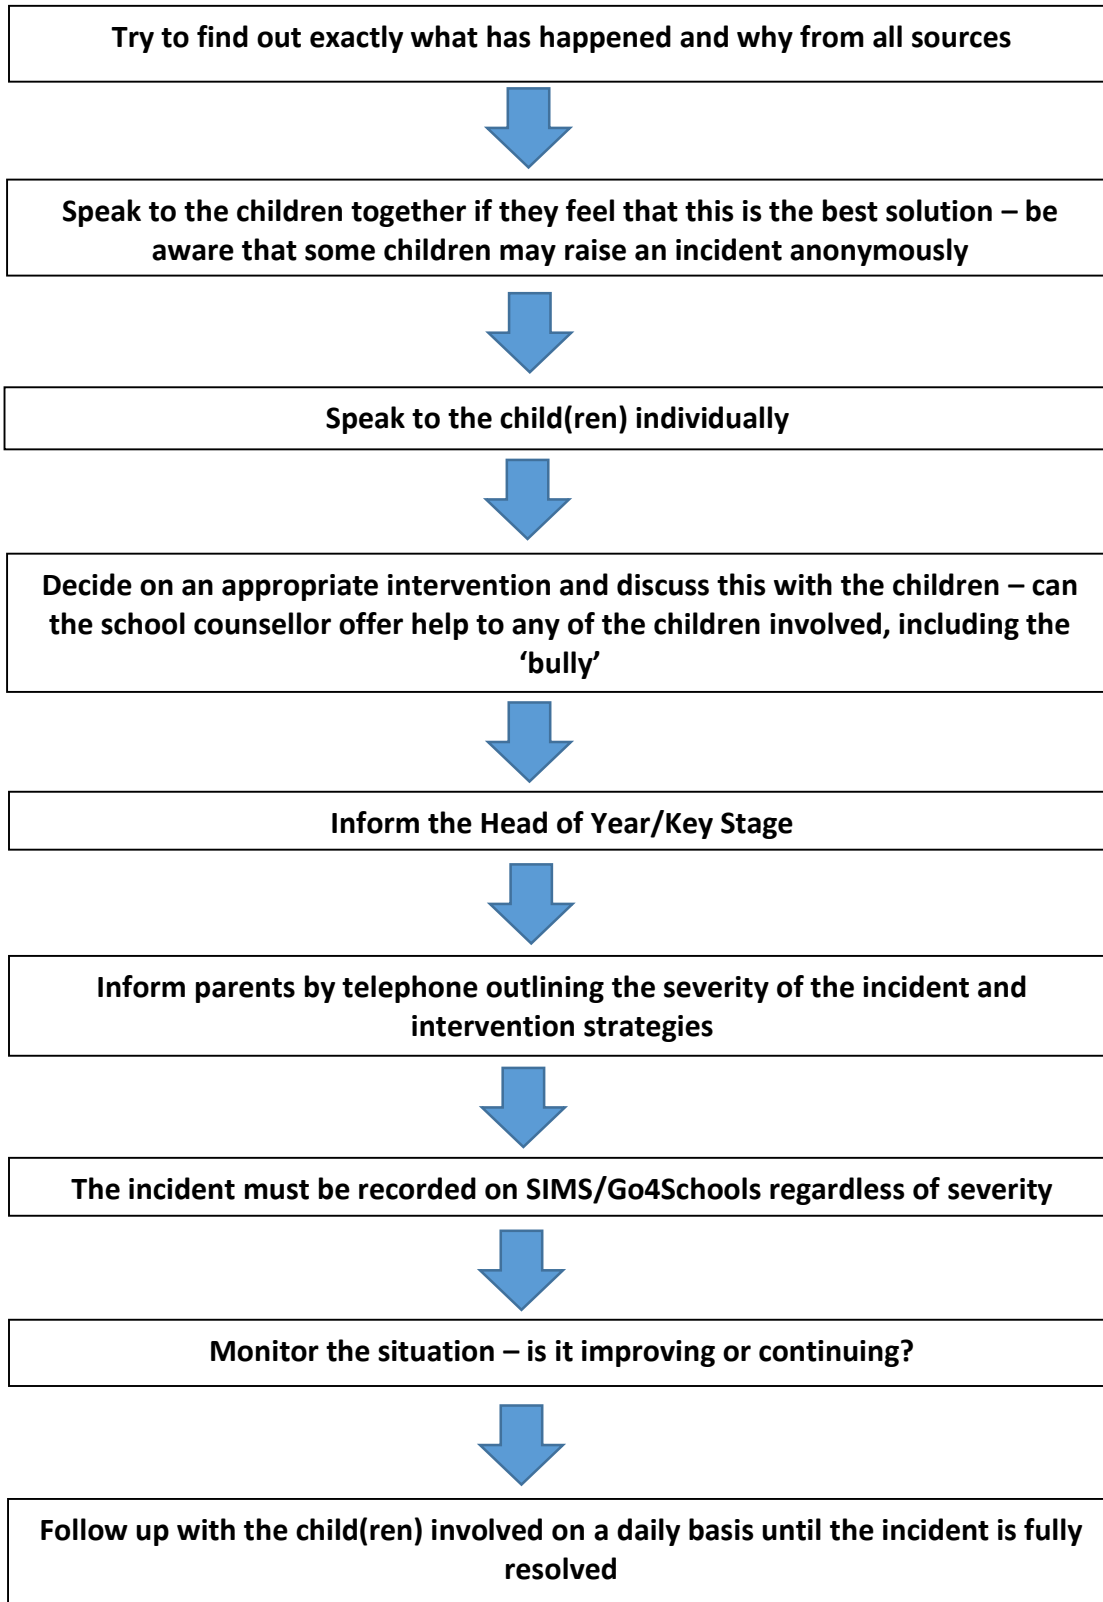 Try to find out exactly what has happened and why from all sources
Speak to the children together if they feel that this is the best solution – be
aware that some children may raise an incident anonymously
Speak to the child(ren) individually
Decide on an appropriate intervention and discuss this with the children – can
the school counsellor offer help to any of the children involved, including the
‘bully’
Inform the Head of Year/Key Stage
Inform parents by telephone outlining the severity of the incident and
intervention strategies
The incident must be recorded on SIMS/Go4Schools regardless of severity
Monitor the situation – is it improving or continuing?
Follow up with the child(ren) involved on a daily basis until the incident is fully
resolved